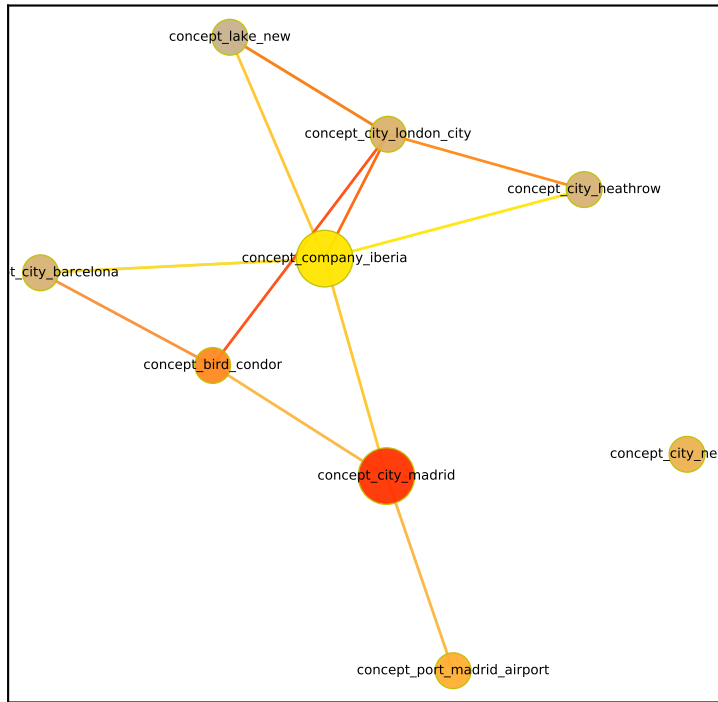 concept_lake_new
concept_city_london_city
concept_city_heathrow
concept_company_iberia
t_city_barcelona
concept_bird_condor
concept_city_ne
concept_city_madrid
concept_port_madrid_airport